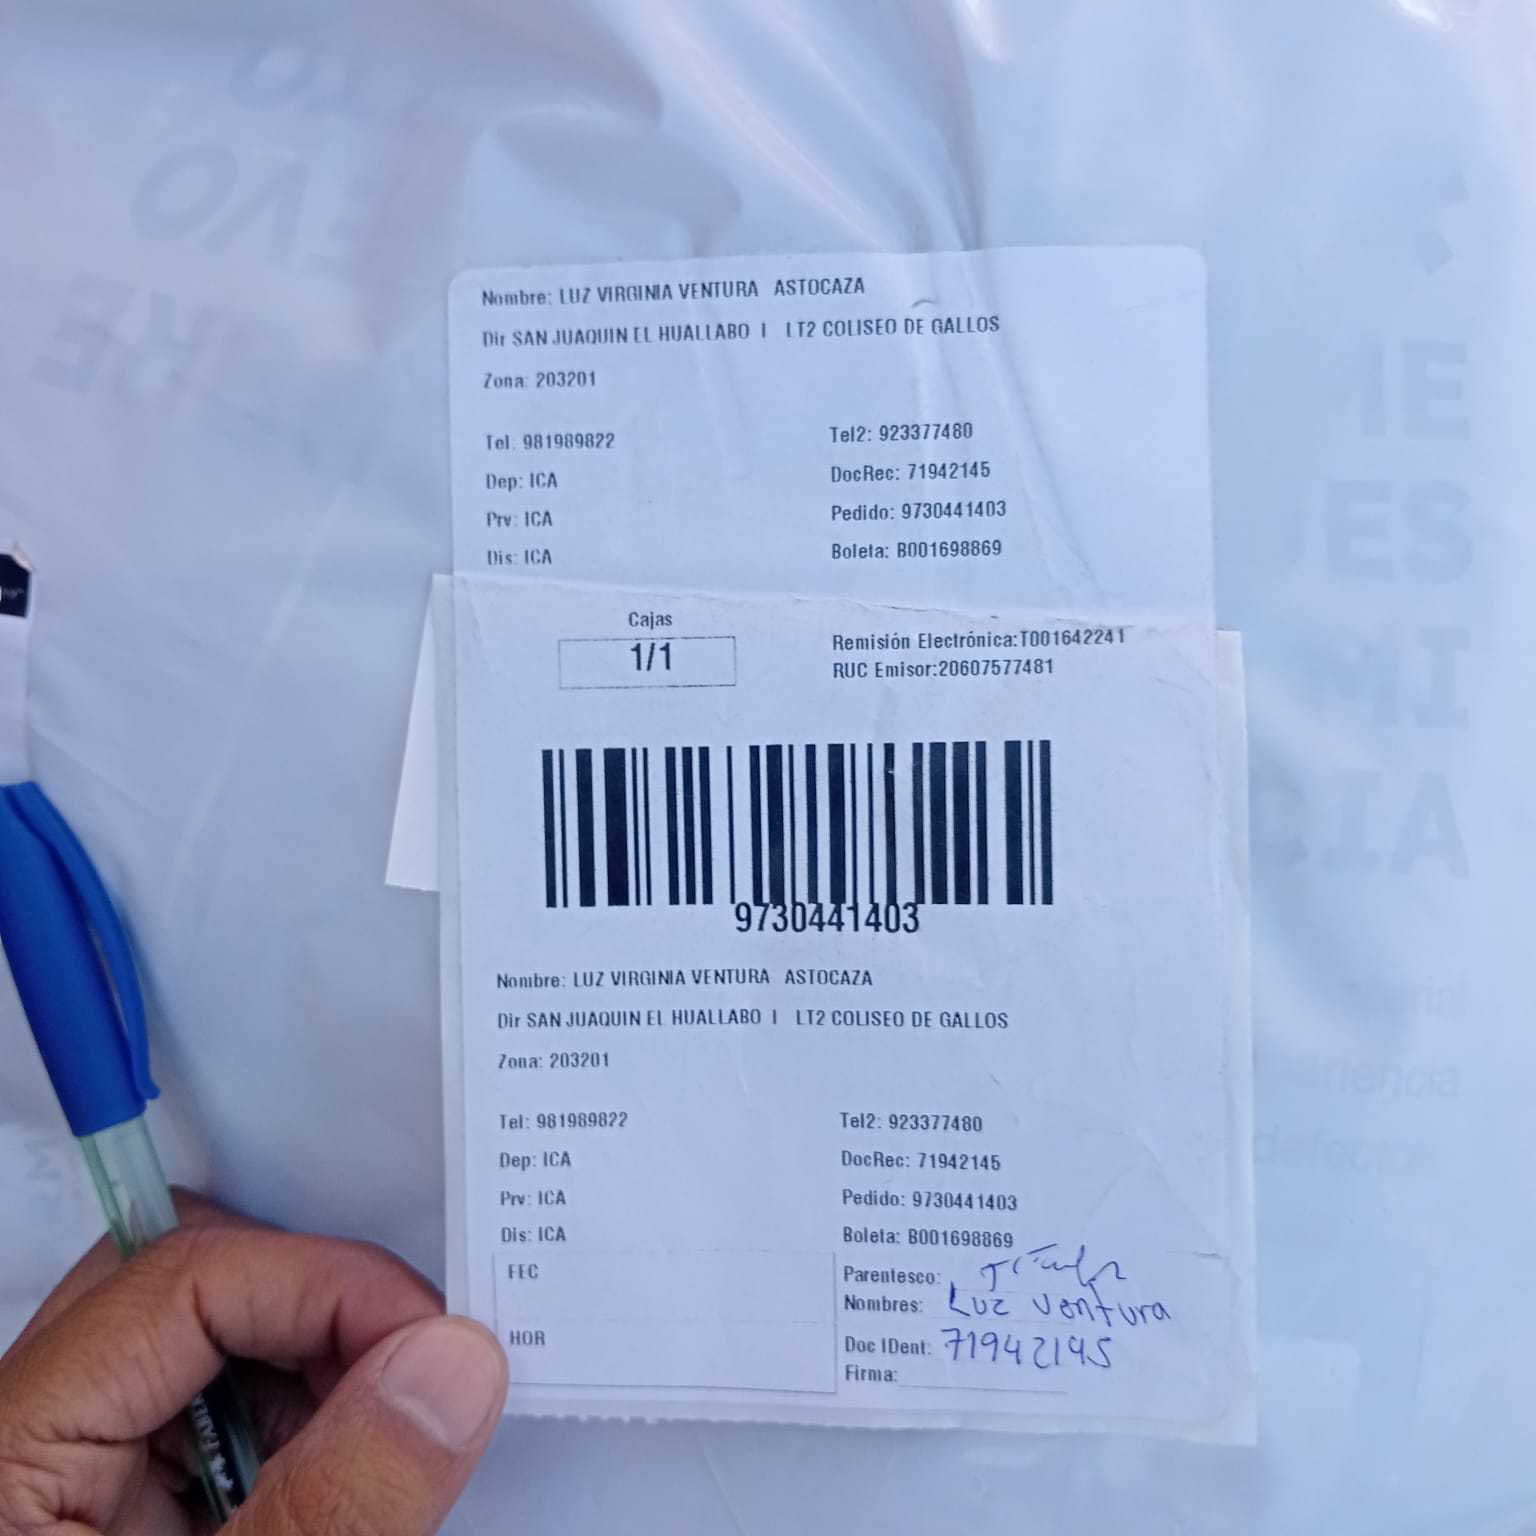 Nombre: LUZ VIRGINIA VENTURA ASTOCAZA
Dir SAN JUAQUIN EL HUALLABO I LT2 COLISEO DE GALLOS
Zona: 203201
Tel: 981989822 Tel2: 923377480
Dep: ICA DocRec: 71942145
Prv: ICA Pedido: 9730441403
Dis: ICA Boleta: B001698869
Cajas
1/1
Remisión Electrónica:T001642241
RUC Emisor:20607577481
9730441403
Nombre: LUZ VIRGINIA VENTURA ASTOCAZA
Dir SAN JUAQUIN EL HUALLABO I LT2 COLISEO DE GALLOS
Zona: 203201
Tel: 981989822 Tel2: 923377480
Dep: ICA DocRec: 71942145
Prv: ICA Pedido: 9730441403
Dis: ICA Boleta: B001698869
FEC
HOR
Parentesco:
Nombres: Luz Ventura
Doc IDent: 71942145
Firma: